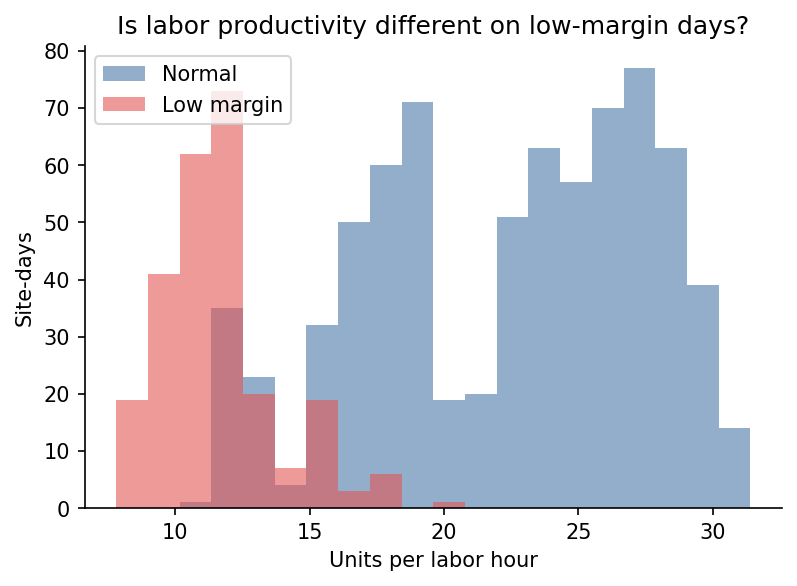 Is labor productivity different on low-margin days?
Normal
Low margin
80
70
60
50
40
30
20
10
0
Site-days
10 15 20 25 30
Units per labor hour